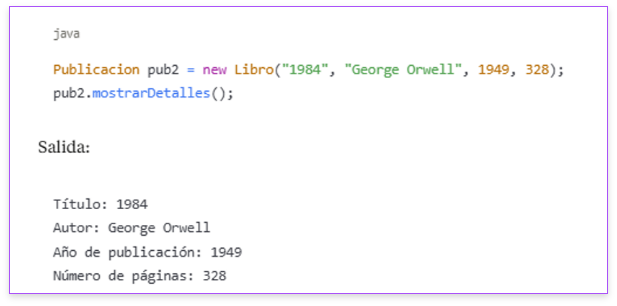 java
Publicacion pub2 = new Libro("1984", "George Orwell", 1949, 328);
pub2.mostrarDetalles();
Salida:
Título: 1984
Autor: George Orwell
Año de publicación: 1949
Número de páginas: 328